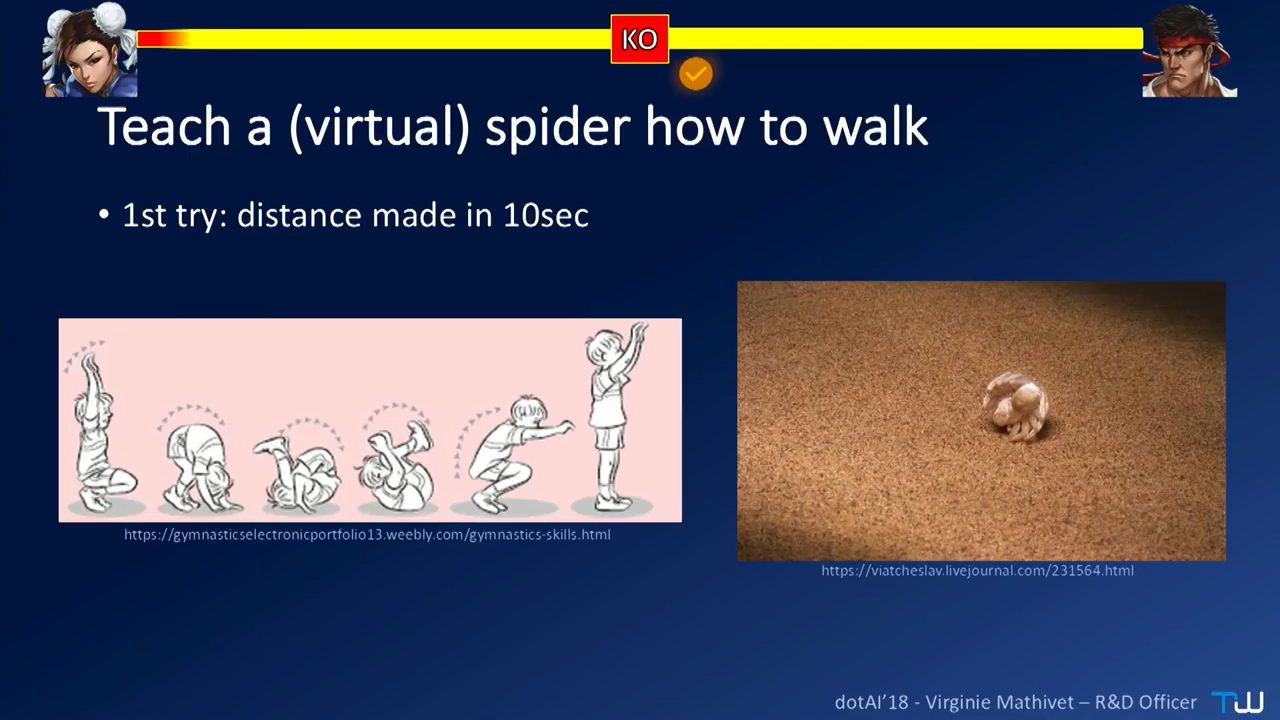 KO
Teach a (virtual) spider how to walk
• 1st try: distance made in 10sec
https://gymnasticselectronicportfolio13.weebly.com/gymnastics-skills.html
https://viatcheslav.livejournal.com/231564.html
dotAI’18 - Virginie Mathivet – R&D Officer TW